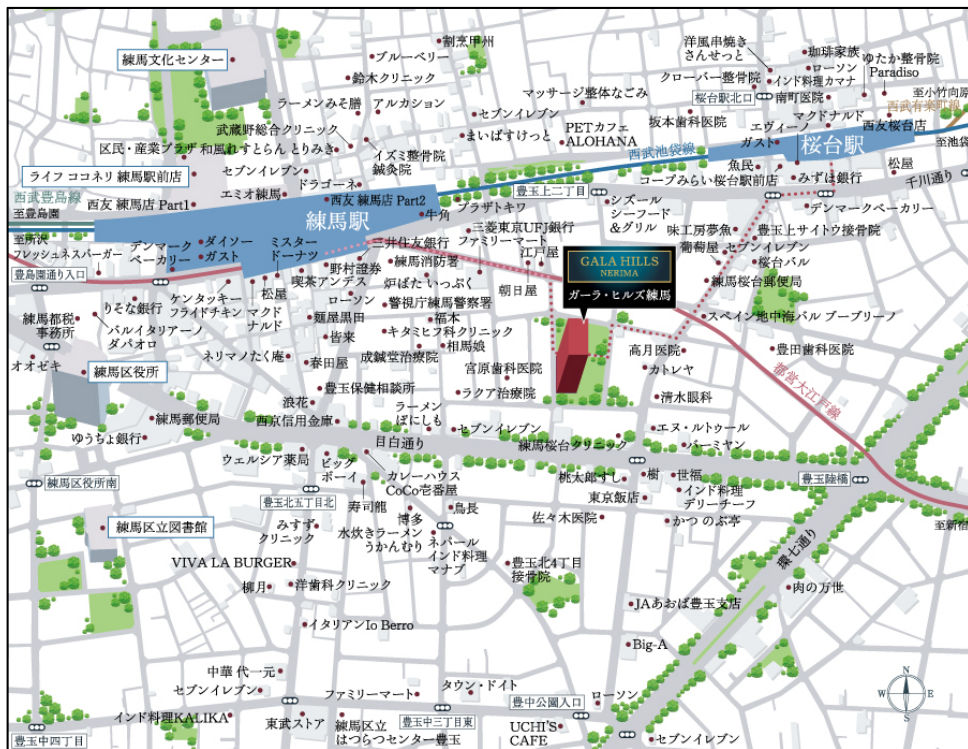 割烹甲州
ブルーベリー
練馬文化センター
鈴木クリニック
ラーメンみそ膳
アルカション
セブンイレブン
マッサージ整体なごみ
洋風串焼き
さんせっと
珈琲家族
ローソン
インド料理カマナ
ゆたか整骨院
Paradiso
クローバー整骨院
桜台駅北口
南町医院
至小竹向原
西武有楽町線
武蔵野総合クリニック
まいばすけっと
PETカフェ
ALOHANA
坂本歯科医院
マクドナルド
エヴィーバ
ガスト
西友桜台店
桜台駅
至池袋
区民・産業プラザ
和風れすとらん とりみき
イズミ整骨院
鍼灸院
西武池袋線
魚民
ライフ ココネリ 練馬駅前店
セブンイレブン
ドラゴーネ
エミオ練馬
コープみらい桜台駅前店
みずほ銀行
松屋
千川通り
西武豊島線
至豊島園
西友 練馬店 Part1
西友 練馬店 Part2
練馬駅
牛角
プラザトキワ
豊玉上二丁目
シズール
シーフード
&グリル
デンマークベーカリー
至所沢
フレッシュネスバーガー
デンマーク
ベーカリー
ダイソー
ガスト
ミスター
ドーナツ
三井住友銀行
三菱東京UFJ銀行
ファミリーマート
江戸屋
味工房夢魚
葡萄屋
豊玉上サイトウ接骨院
セブンイレブン
桜台バル
豊島園通り入口
野村證券
喫茶アンデス
練馬消防署
炉ばた いっぷく
朝日屋
GALA HILLS
NERIMA
ガーラ・ヒルズ練馬
練馬桜台郵便局
りそな銀行
ケンタッキー
フライドチキン
松屋
マクド
ナルド
ローソン
警視庁練馬警察署
福本
スペイン地中海バル ブーブリーノ
練馬都税
事務所
バルイタリアーノ
ダパオロ
麺屋黒田
皆来
キタミヒフ科クリニック
相馬娘
オオゼキ
練馬区役所
ネリマノたく庵
春田屋
成鍼堂治療院
宮原歯科医院
高月医院
カトレヤ
豊田歯科医院
都営大江戸線
豊玉保健相談所
ラクア治療院
清水眼科
浪花
西京信用金庫
ラーメン
ぽにしも
練馬郵便局
ゆうちょ銀行
目白通り
セブンイレブン
練馬桜台クリニック
エヌ・ルトゥール
バーミヤン
ウェルシア薬局
ビッグ
ボーイ
カレーハウス
CoCo壱番屋
桃太郎すし
樹
世福
豊玉陸橋
練馬区役所南
豊玉北五丁目北
寿司龍
鳥長
東京飯店
インド料理
デリーチーフ
練馬区立図書館
みすず
クリニック
博多
水炊きラーメン
うかんむり
ネパール
インド料理
マナブ
佐々木医院
かつ のぶ亭
至新宿
環七通り
VIVA LA BURGER
豊玉北4丁目
接骨院
柳月
洋歯科クリニック
JAあおば豊玉支店
肉の万世
イタリアンIo Berro
Big-A
中華 代一元
セブンイレブン
ファミリーマート
タウン・ドイト
豊中公園入口
ローソン
N
W
E
S
インド料理KALIKA
東武ストア
練馬区立
はつらつセンター豊玉
豊玉中三丁目東
UCHI'S
CAFE
セブンイレブン
豊玉中四丁目